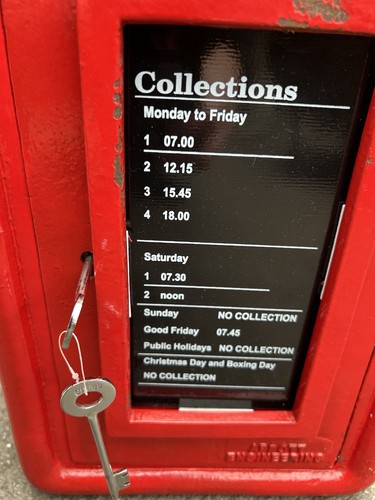 Collections
Monday to Friday
1 07.00
2 12.15
3 15.45
4 18.00
Saturday
1 07.30
2 noon
Sunday NO COLLECTION
Good Friday 07.45
Public Holidays NO COLLECTION
Christmas Day and Boxing Day
NO COLLECTION
ENGINEERING